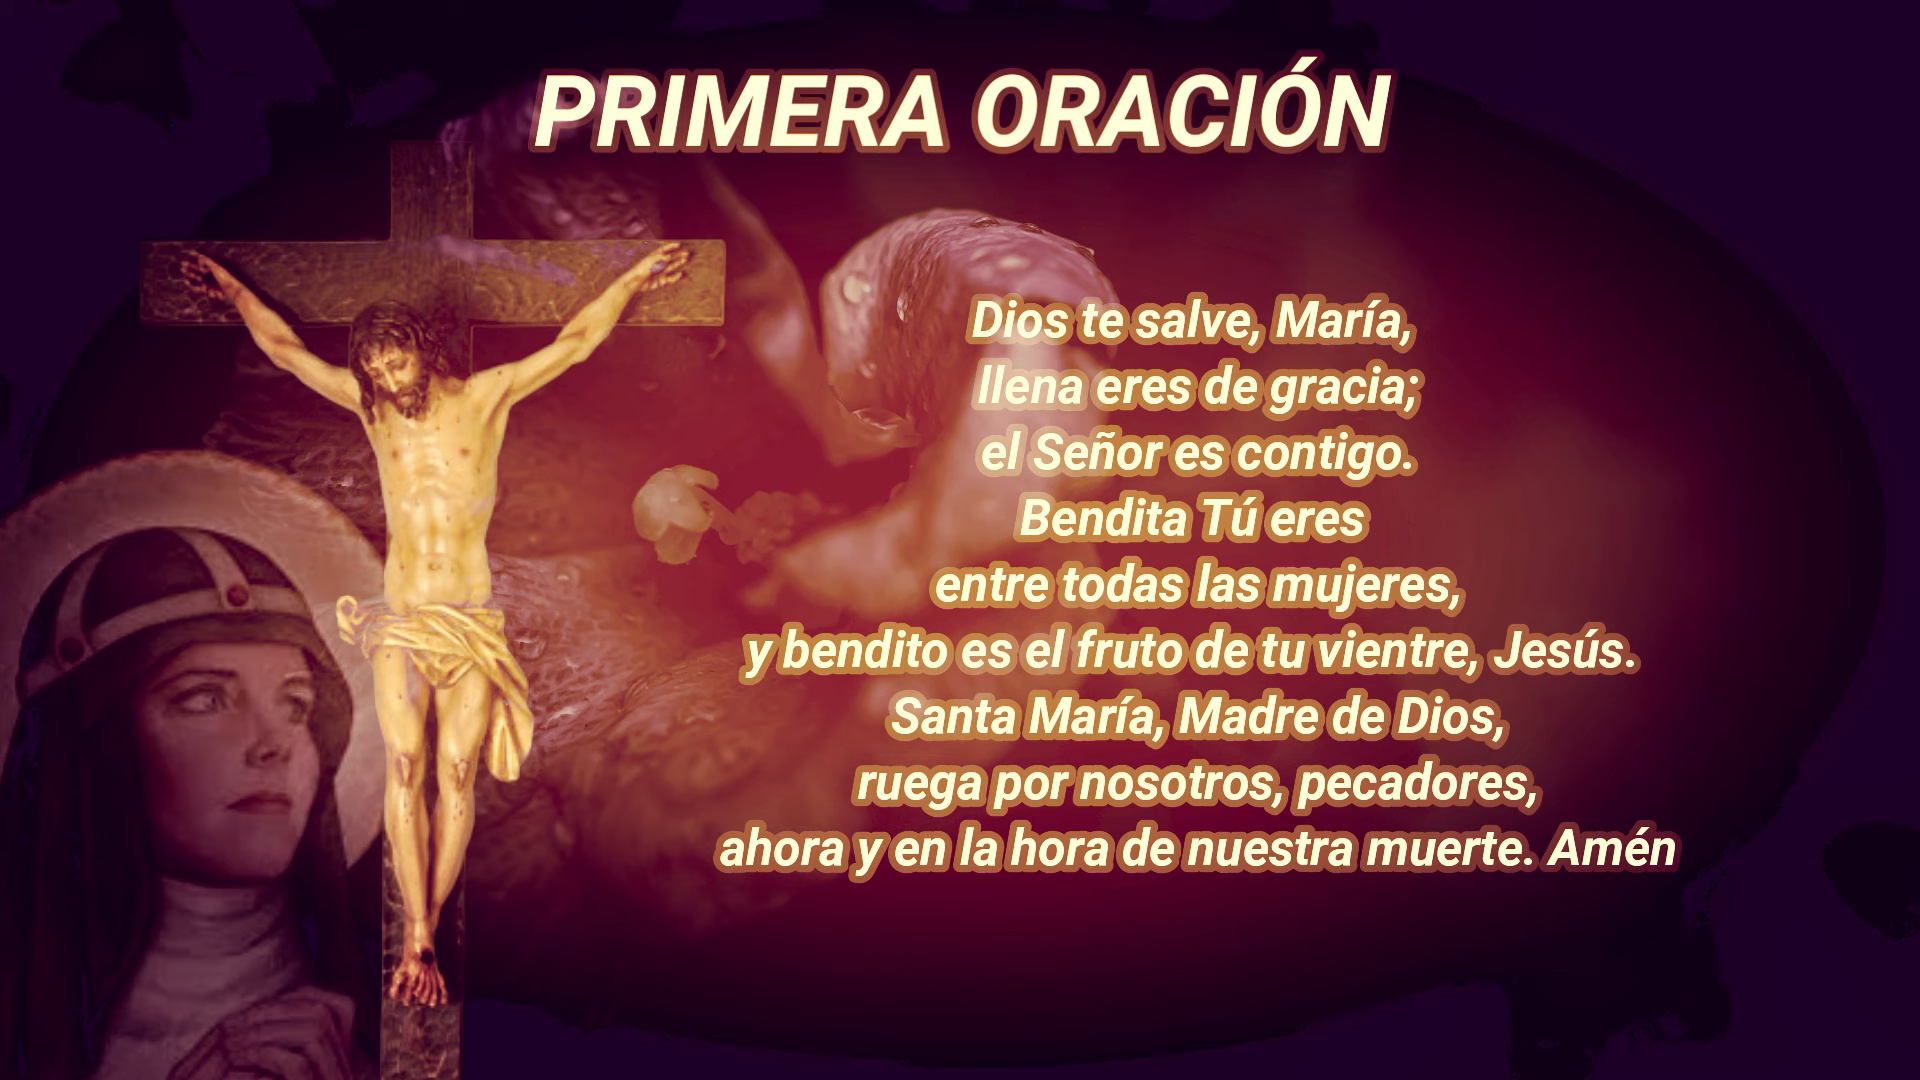 PRIMERA ORACIÓN
Dios te salve, María,
llena eres de gracia;
el Señor es contigo.
Bendita Tú eres
entre todas las mujeres,
y bendito es el fruto de tu vientre, Jesús.
Santa María, Madre de Dios,
ruega por nosotros, pecadores,
ahora y en la hora de nuestra muerte. Amén